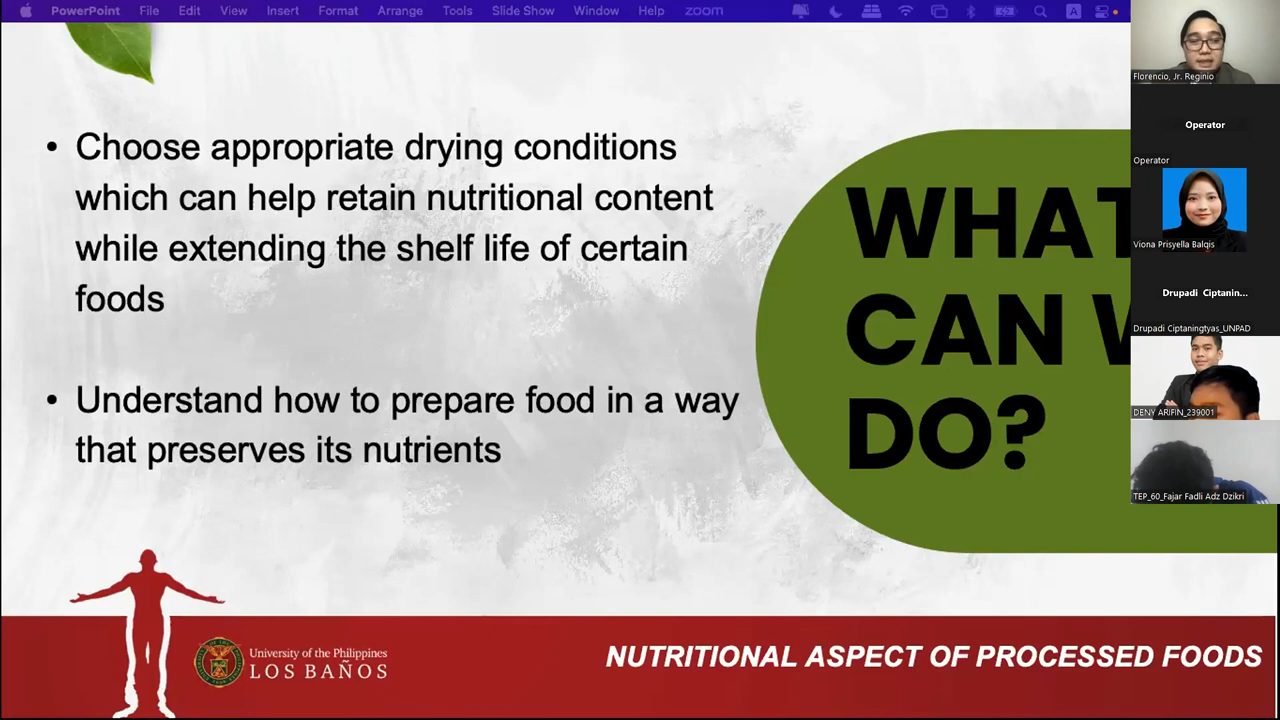 PowerPoint File Edit View Insert Format Arrange Tools Slide Show Window Help zoom
• Choose appropriate drying conditions
which can help retain nutritional content
while extending the shelf life of certain
foods
• Understand how to prepare food in a way
that preserves its nutrients
WHAT
CAN W
DO?
University of the Philippines
LOS BAÑOS
NUTRITIONAL ASPECT OF PROCESSED FOODS
Florencio, Jr. Reginio
Operator
Operator
Viona Prisyella Balqis
Drupadi Ciptanin...
Drupadi Ciptaningtyas_UNPAD
DENY ARIFIN_239001
TEP_60_Fajar Fadli Adz Dzikri